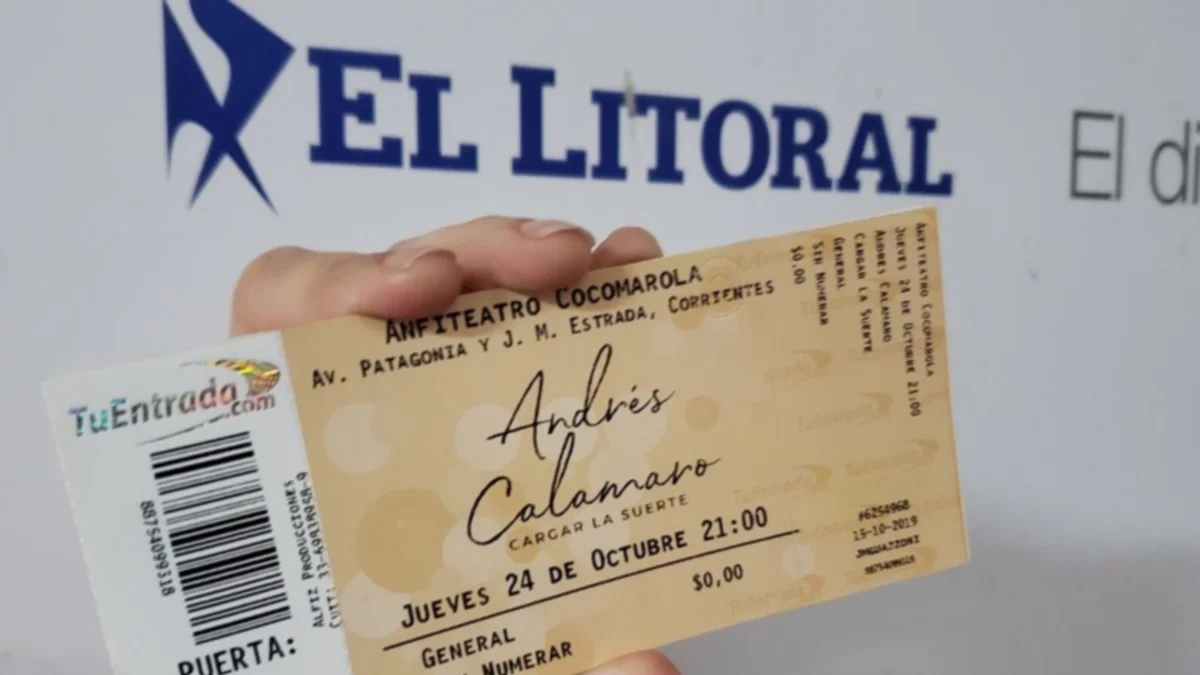 EL LITORAL
El di
TuEntrada
.com
88754099318
ALFIZ PRODUCCIONES
PUERTA:
ANFITEATRO COCOMAROLA
AV. PATAGONIA Y J. M. ESTRADA, CORRIENTES
Andrés
Calamaro
CARGAR LA SUERTE
JUEVES 24 DE OCTUBRE 21:00
$0,00
GENERAL
NUMERAR
ANFITEATRO COCOMAROLA
JUEVES 24 DE OCTUBRE 21:00
ANDRES CALAMARO
CARGAR LA SUERTE
GENERAL
SIN NUMERAR
$0,00
#6254968
15-10-2019